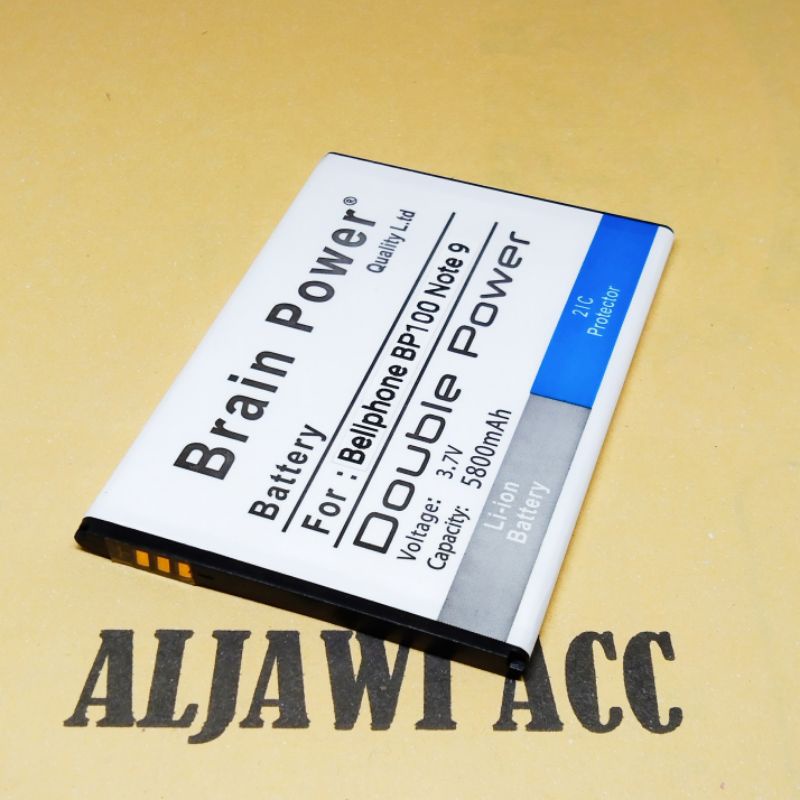 Brain Power®
Quality L.td
Battery
For : Bellphone BP100 Note 9
Double Power
Voltage: 3.7V
Capacity: 5800mAh
21C
Protector
Li-ion
Battery
ALJAWI ACC